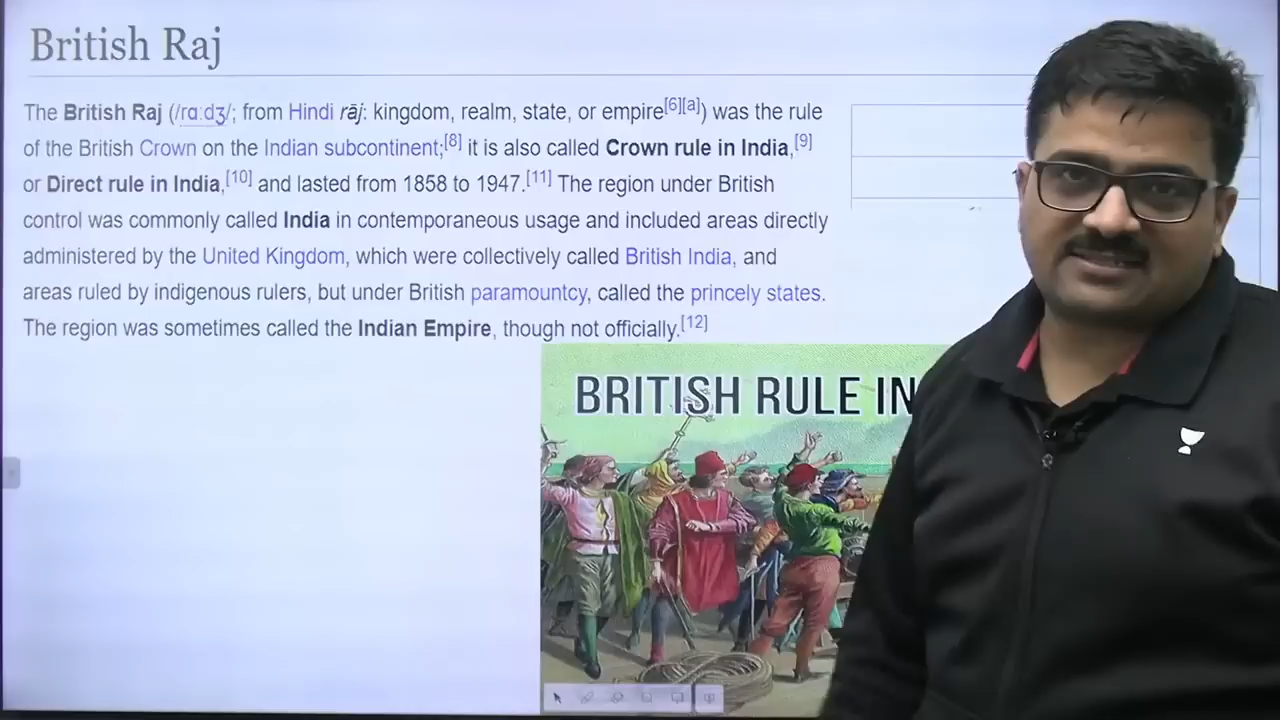 British Raj
The British Raj (/rɑːdʒ/; from Hindi rāj: kingdom, realm, state, or empire[6][a]) was the rule
of the British Crown on the Indian subcontinent;[8] it is also called Crown rule in India,[9]
or Direct rule in India,[10] and lasted from 1858 to 1947.[11] The region under British
control was commonly called India in contemporaneous usage and included areas directly
administered by the United Kingdom, which were collectively called British India, and
areas ruled by indigenous rulers, but under British paramountcy, called the princely states.
The region was sometimes called the Indian Empire, though not officially.[12]
BRITISH RULE IN